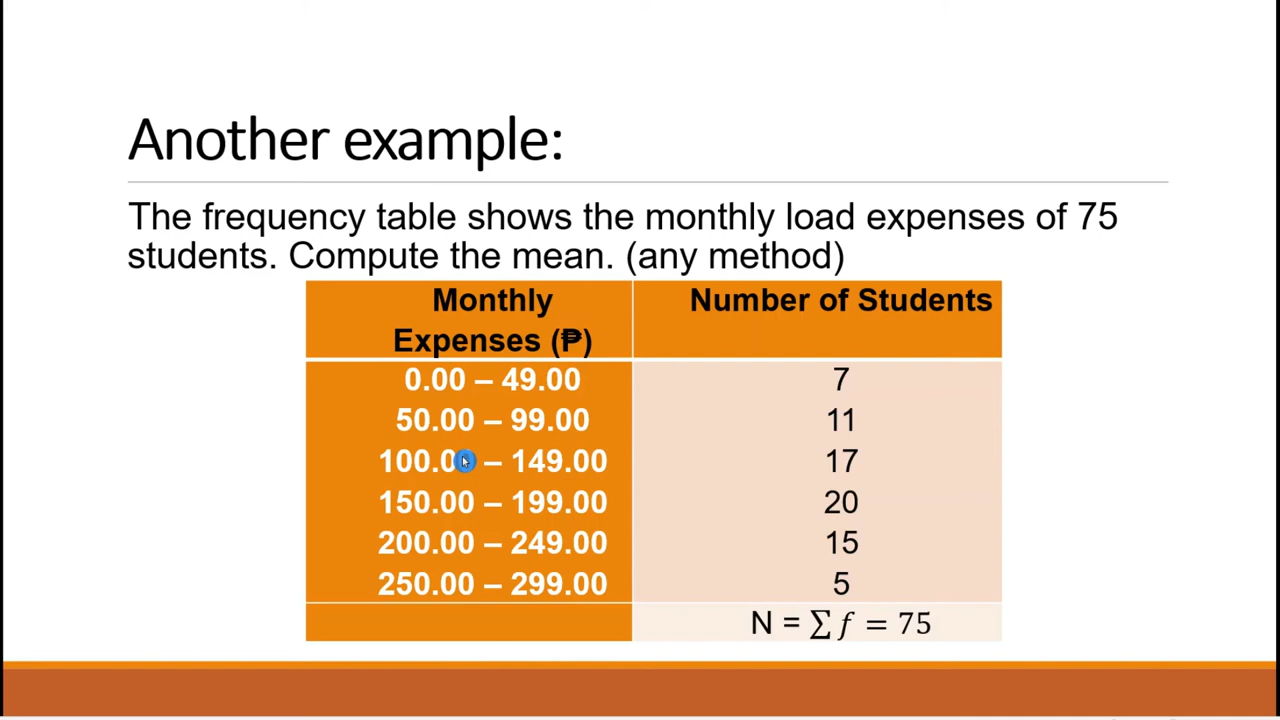 Another example:
The frequency table shows the monthly load expenses of 75
students. Compute the mean. (any method)
Monthly Number of Students
Expenses (₱)
0.00 – 49.00 7
50.00 – 99.00 11
100.0 – 149.00 17
150.00 – 199.00 20
200.00 – 249.00 15
250.00 – 299.00 5
N = ∑ f = 75